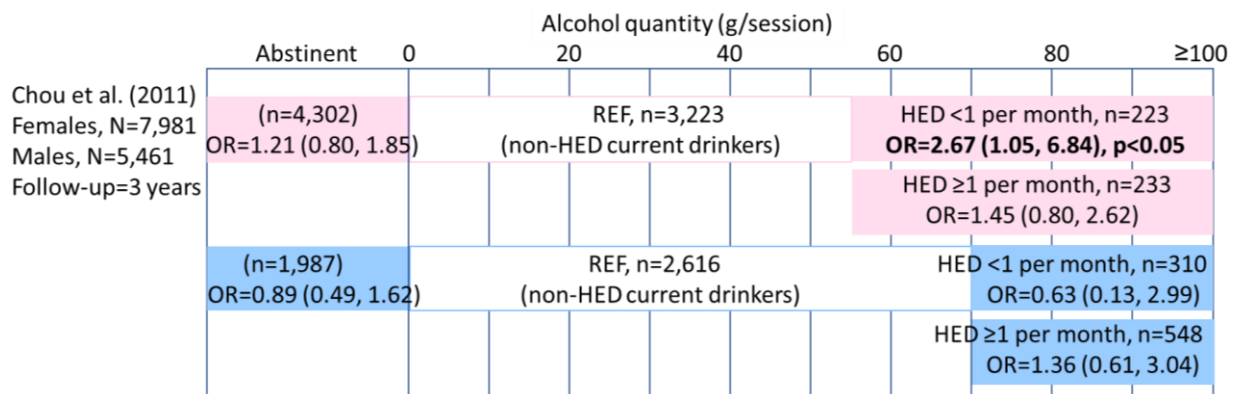 Alcohol quantity (g/session)
Abstinent 0 20 40 60 80 ≥100
Chou et al. (2011)
Females, N=7,981
Males, N=5,461
Follow-up=3 years
(n=4,302)
OR=1.21 (0.80, 1.85)
REF, n=3,223
(non-HED current drinkers)
HED <1 per month, n=223
OR=2.67 (1.05, 6.84), p<0.05
HED ≥1 per month, n=233
OR=1.45 (0.80, 2.62)
(n=1,987)
OR=0.89 (0.49, 1.62)
REF, n=2,616
(non-HED current drinkers)
HED <1 per month, n=310
OR=0.63 (0.13, 2.99)
HED ≥1 per month, n=548
OR=1.36 (0.61, 3.04)